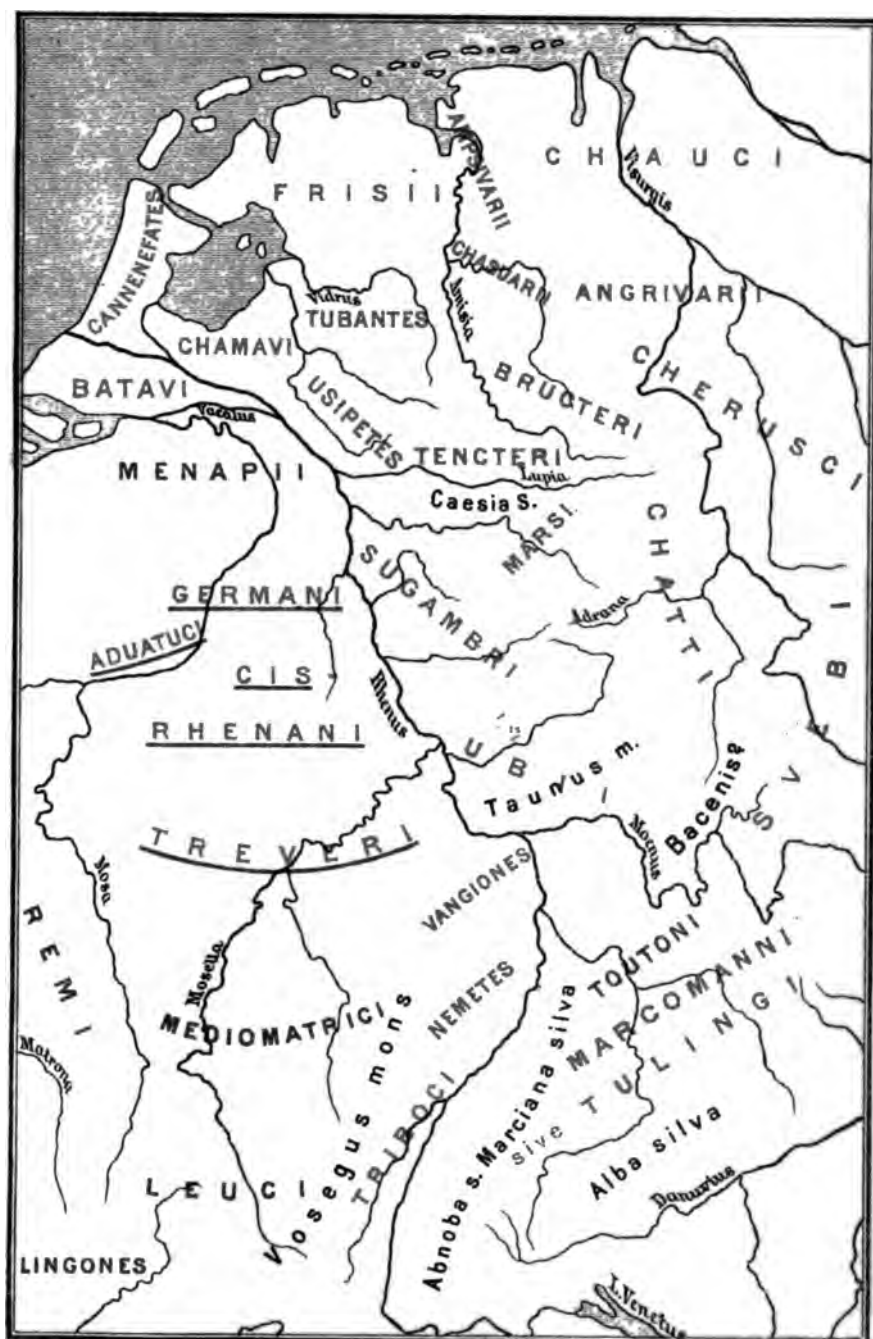 AMPSIVARII
CHAUCI
FRISII
Visurgis
CANNENEFATES
CHASUARII
ANGRIVARII
Vidrus
Amisia
TUBANTES
CHAMAVI
CHERUSCI
BATAVI
USIPETES
BRUCTERI
Vacalus
TENCTERI
MENAPII
Lupia
Caesia S.
MARSI
CHATTI
SUGAMBRI
GERMANI
Adrana
ADUATUCI
CIS-
Rhenus
RHENANI
SVEBI
UBII
Taunus m.
Bacenis?
Moenus
TREVERI
Mosa
VANGIONES
REMI
TOUTONI
Mosella
NEMETES
MARCOMANNI
MEDIOMATRICI
Matrona
Vosegus mons
TRIBOCI
Abnoba s. Marciana silva
sive TULINGI
Alba silva
LEUCI
Danuvius
LINGONES
L. Venetus